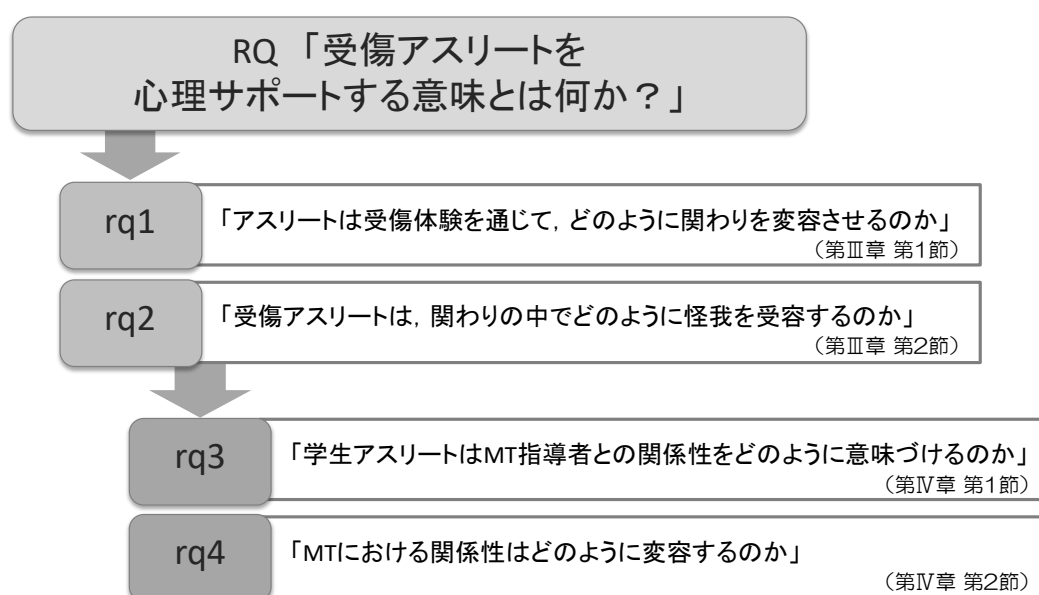 RQ 「受傷アスリートを
心理サポートする意味とは何か？」
rq1
「アスリートは受傷体験を通じて，どのように関わりを変容させるのか」
（第Ⅲ章 第1節）
rq2
「受傷アスリートは，関わりの中でどのように怪我を受容するのか」
（第Ⅲ章 第2節）
rq3
「学生アスリートはMT指導者との関係性をどのように意味づけるのか」
（第Ⅳ章 第1節）
rq4
「MTにおける関係性はどのように変容するのか」
（第Ⅳ章 第2節）